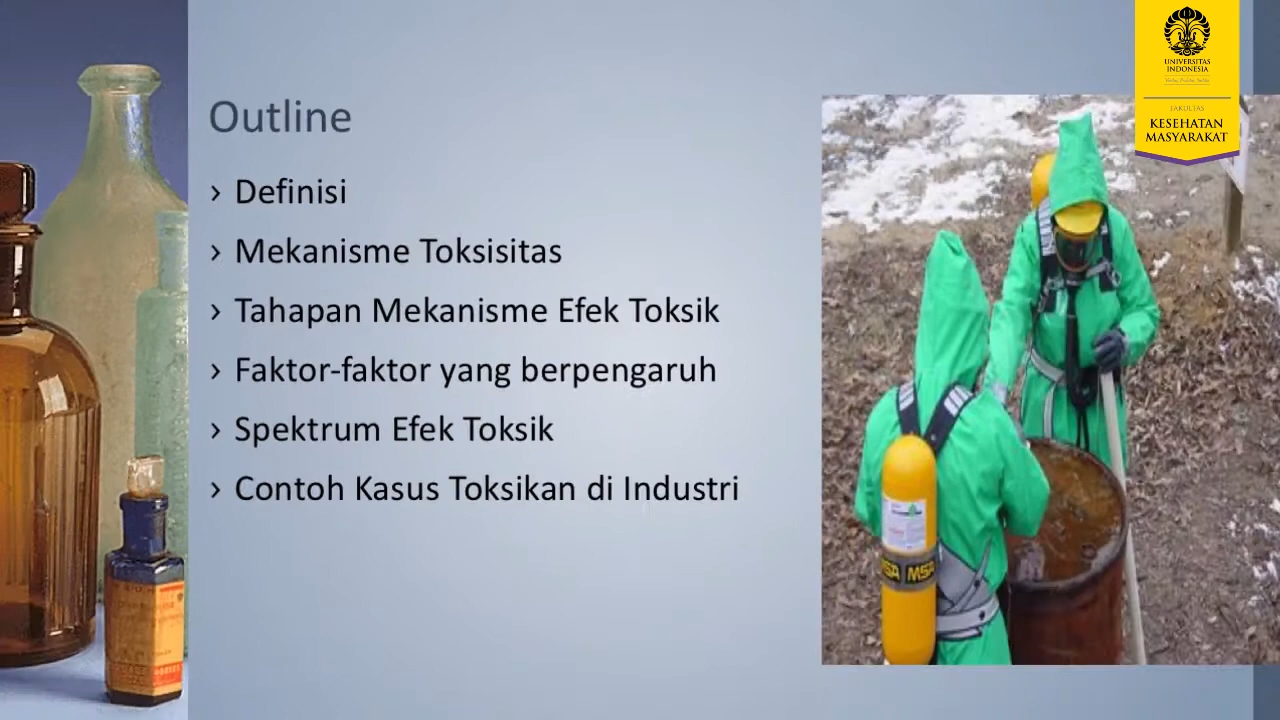 UNIVERSITAS
INDONESIA
FAKULTAS
KESEHATAN
MASYARAKAT
Outline
› Definisi
› Mekanisme Toksisitas
› Tahapan Mekanisme Efek Toksik
› Faktor-faktor yang berpengaruh
› Spektrum Efek Toksik
› Contoh Kasus Toksikan di Industri
MSA MSA